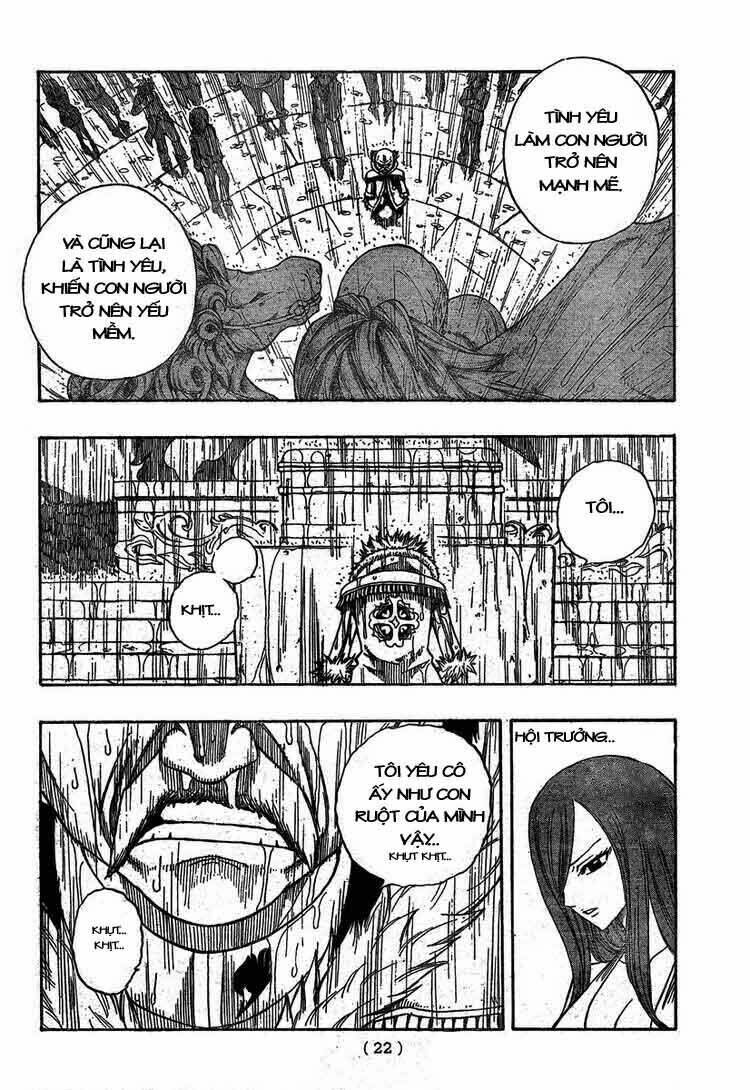 TÌNH YÊU
LÀM CON NGƯỜI
TRỞ NÊN
MẠNH MẼ.
VÀ CŨNG LẠI
LÀ TÌNH YÊU,
KHIẾN CON NGƯỜI
TRỞ NÊN YẾU
MỀM.
TÔI...
KHỊT...
HỘI TRƯỞNG..
TÔI YÊU CÔ
ẤY NHƯ CON
RUỘT CỦA MÌNH
VẬY...
KHỤT KHỊT...
KHỤT...
KHỊT...
( 22 )